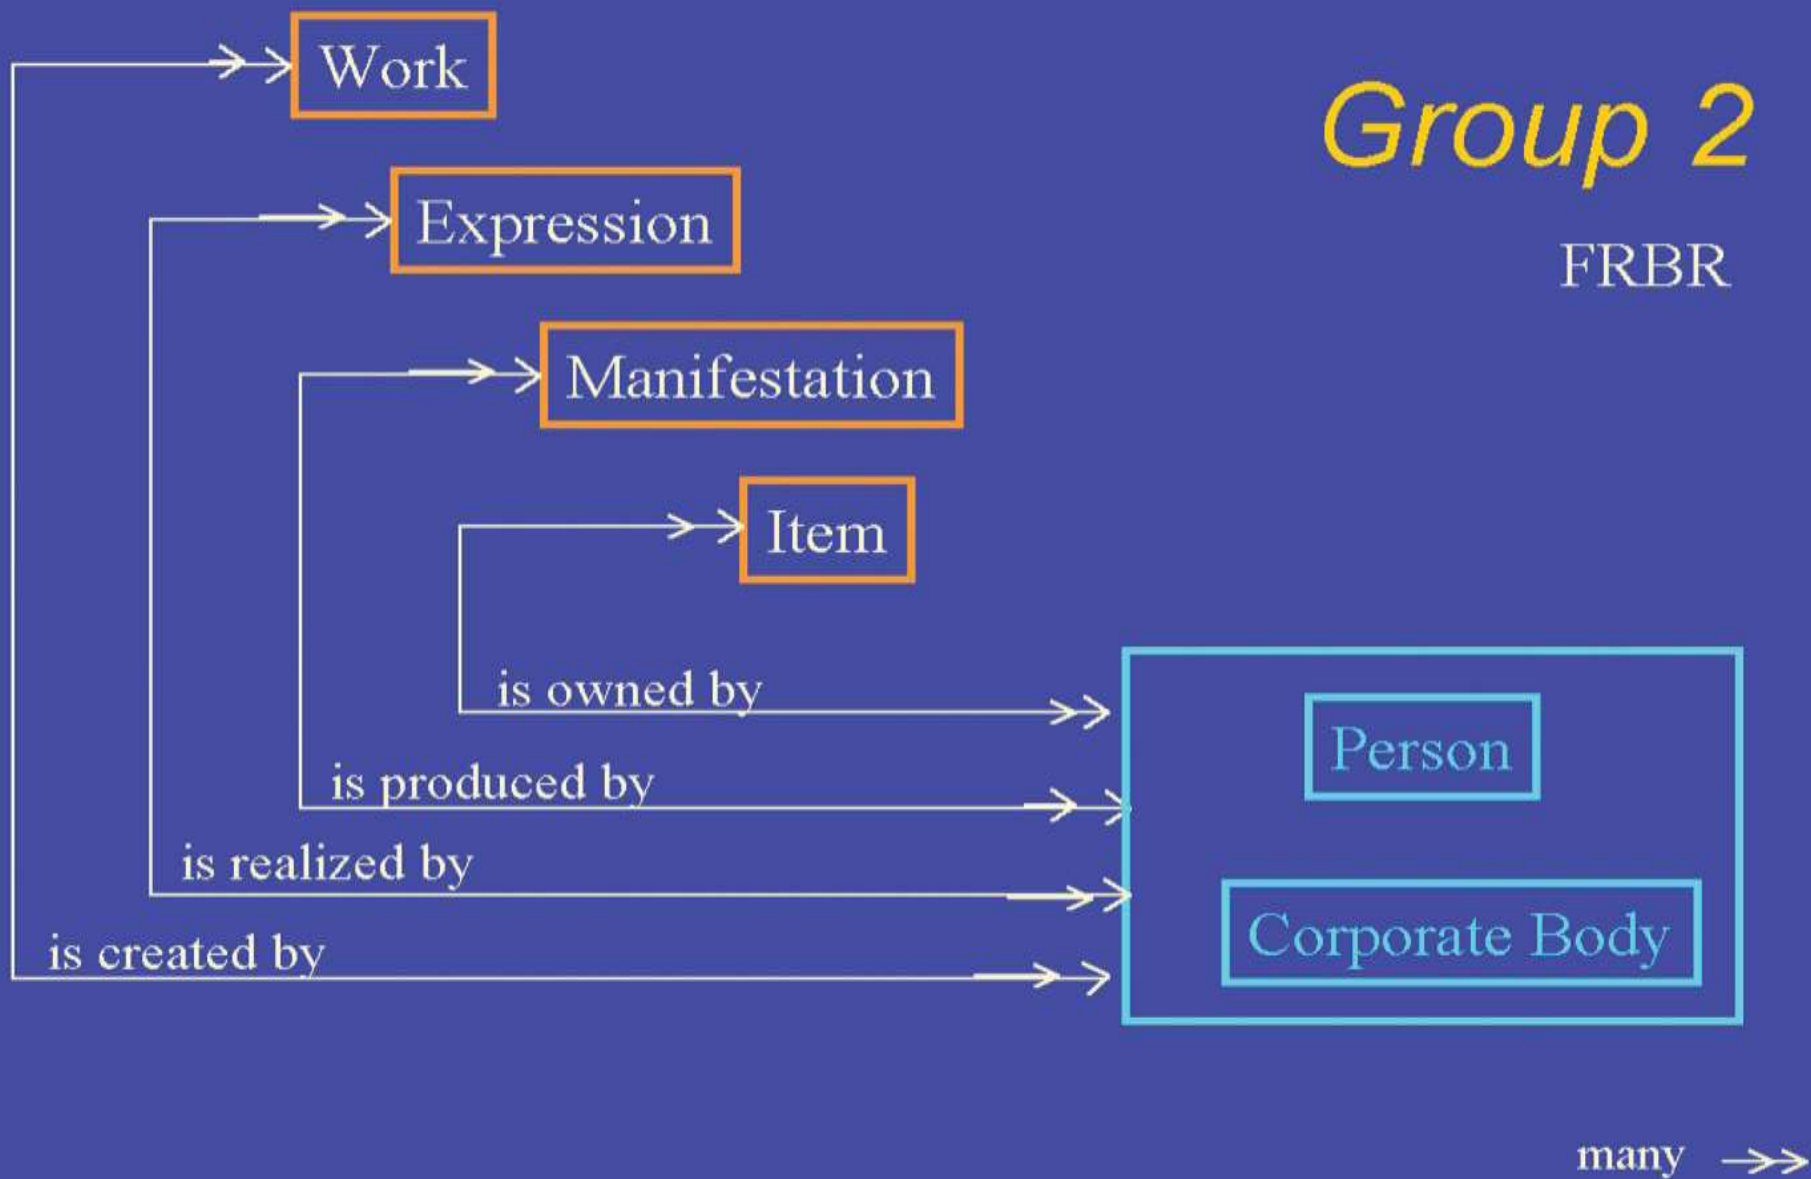 Work
Group 2
Expression
FRBR
Manifestation
Item
is owned by
Person
is produced by
is realized by
Corporate Body
is created by
many